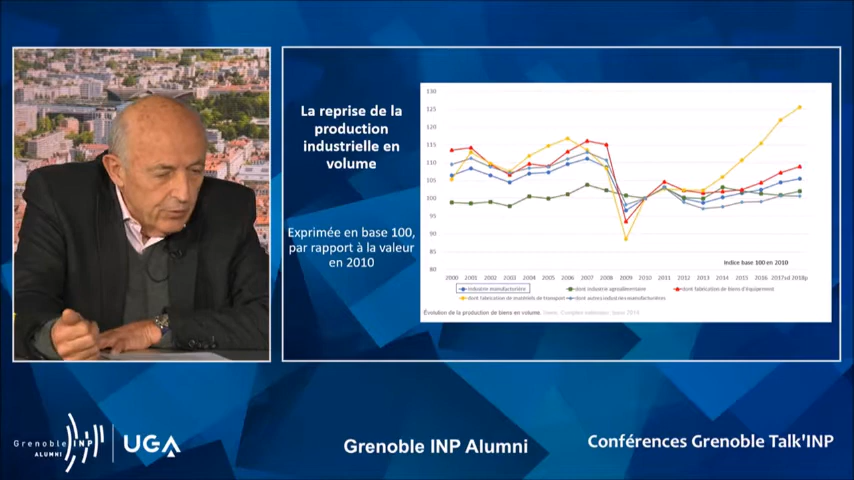 La reprise de la
production
industrielle en
volume
Exprimée en base 100,
par rapport à la valeur
en 2010
130
125
120
115
110
105
100
95
90
85
80
indice base 100 en 2010
2000 2001 2002 2003 2004 2005 2006 2007 2008 2009 2010 2011 2012 2013 2014 2015 2016 2017sd 2018p
Industrie manufacturière
dont industrie agroalimentaire
dont fabrication de biens d'équipement
dont fabrication de matériels de transport
dont autres industries manufacturières
Évolution de la production de biens en volume.
Grenoble INP
ALUMNI
UGA
Grenoble INP Alumni
Conférences Grenoble Talk'INP